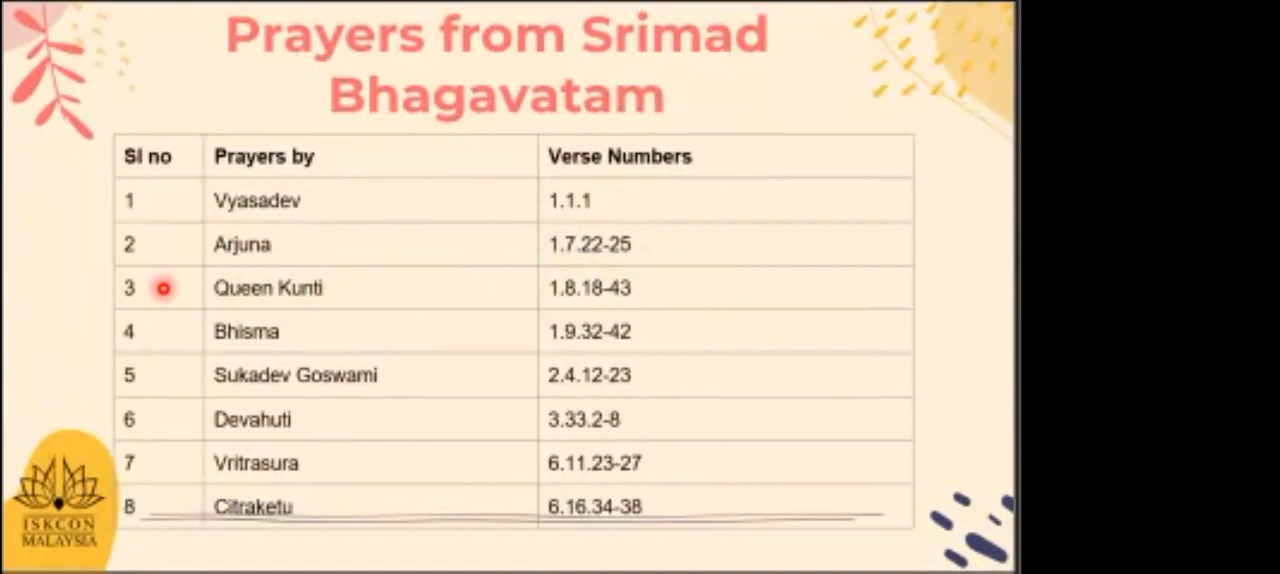 Prayers from Srimad
Bhagavatam
Sl no Prayers by Verse Numbers
1 Vyasadev 1.1.1
2 Arjuna 1.7.22-25
3 Queen Kunti 1.8.18-43
4 Bhisma 1.9.32-42
5 Sukadev Goswami 2.4.12-23
6 Devahuti 3.33.2-8
7 Vritrasura 6.11.23-27
8 Citraketu 6.16.34-38
ISKCON
MALAYSIA